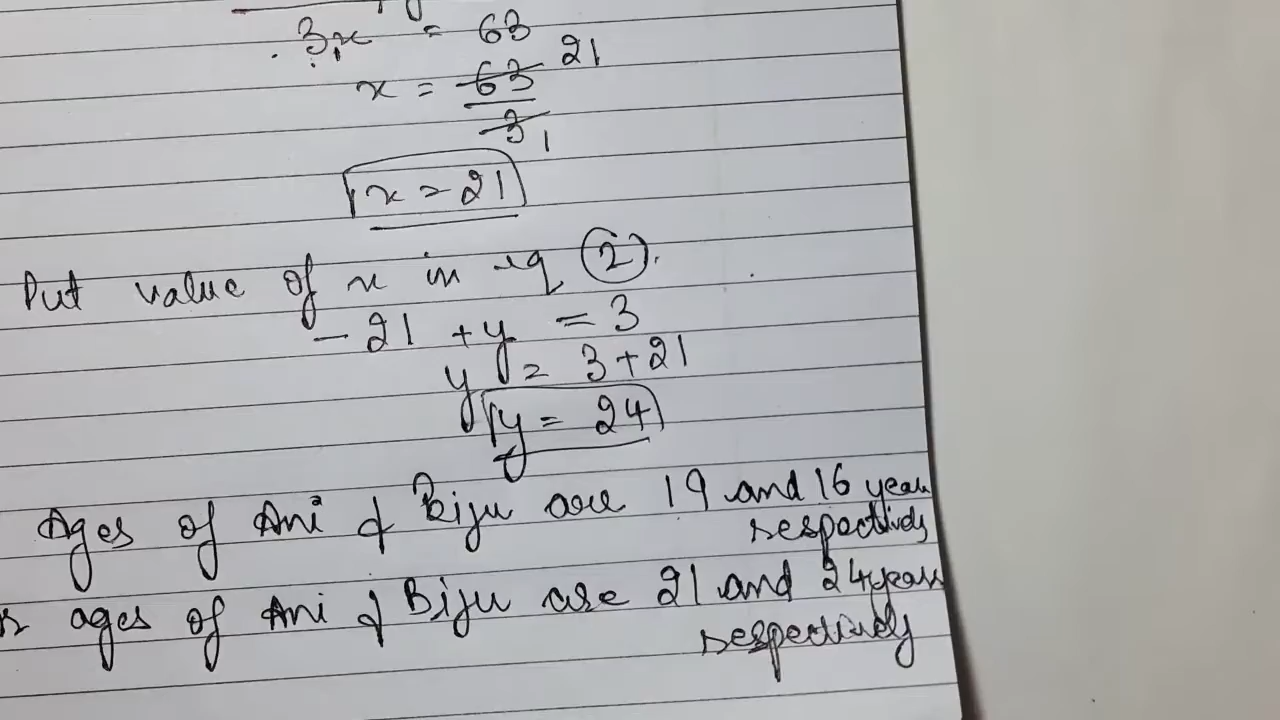 3x = 63
x = 63 21
3 1
x = 21
Put value of x in eq (2).
- 21 + y = 3
y = 3 + 21
y = 24
Ages of Ani & Biju are 19 and 16 years
respectively
ages of Ani & Biju are 21 and 24 years
respectively